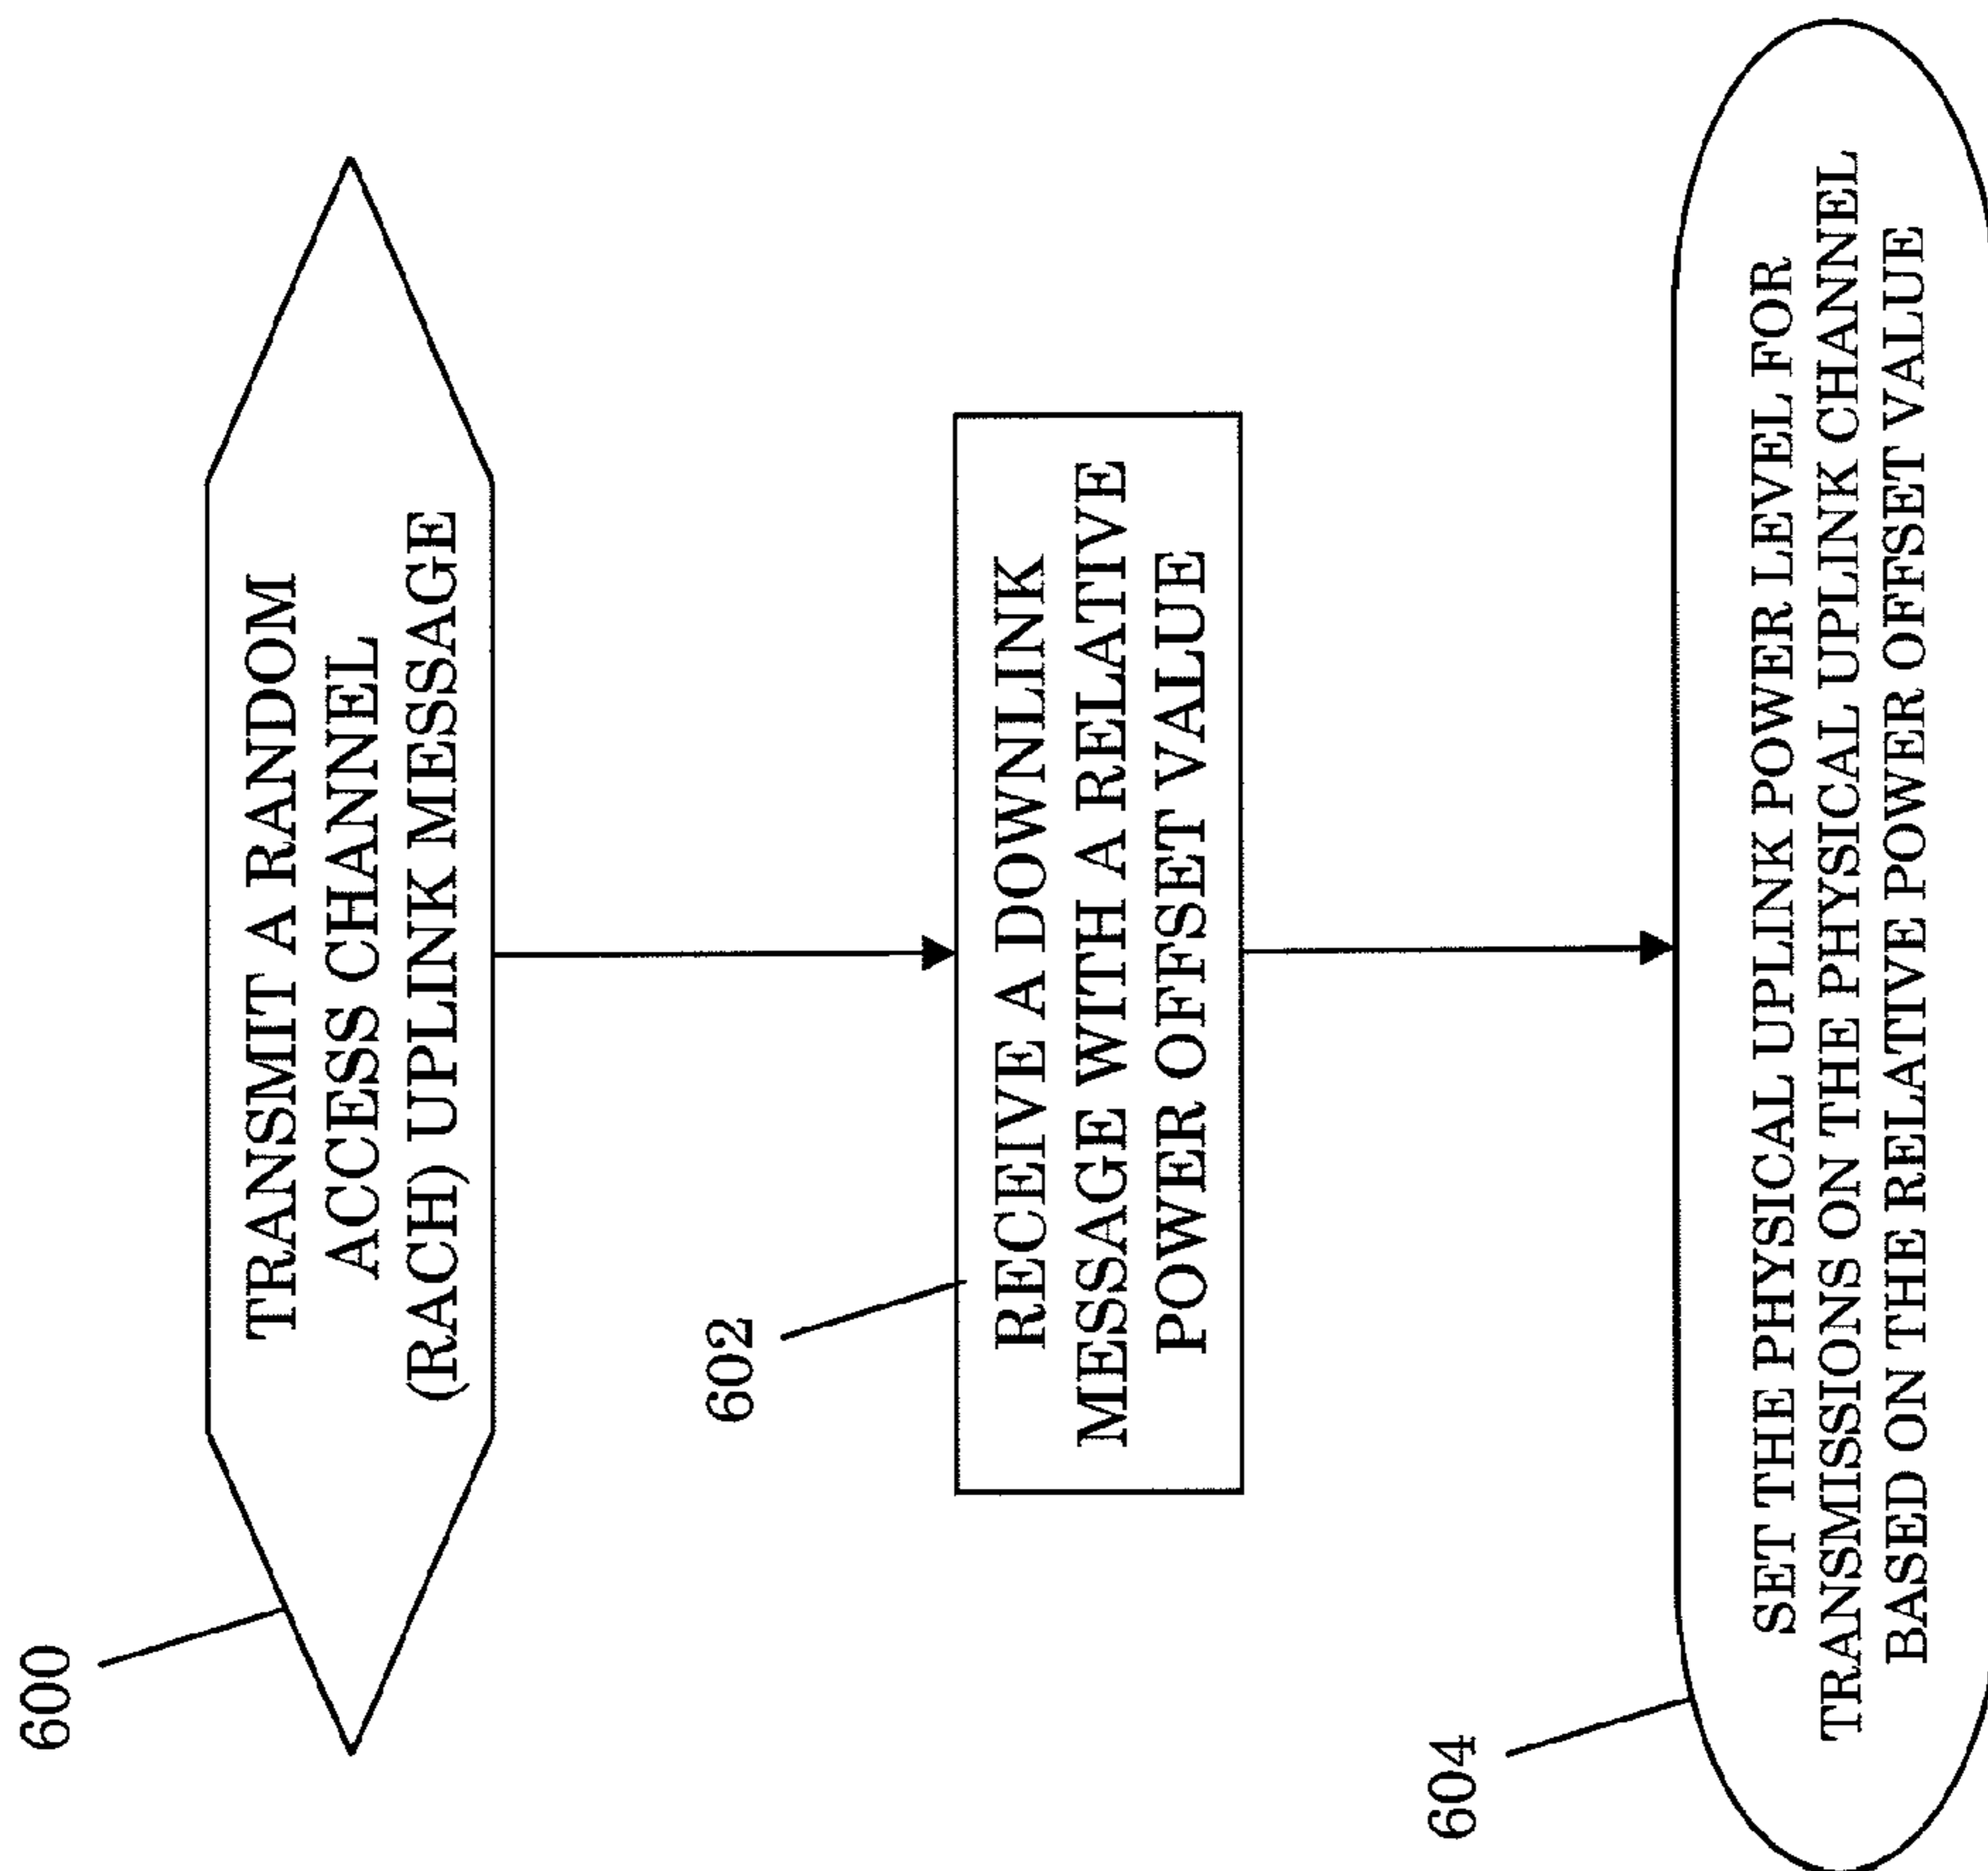 600
TRANSMIT A RANDOM
ACCESS CHANNEL
(RACH) UPLINK MESSAGE
602
RECEIVE A DOWNLINK
MESSAGE WITH A RELATIVE
POWER OFFSET VALUE
604
SET THE PHYSICAL UPLINK POWER LEVEL FOR
TRANSMISSIONS ON THE PHYSICAL UPLINK CHANNEL
BASED ON THE RELATIVE POWER OFFSET VALUE